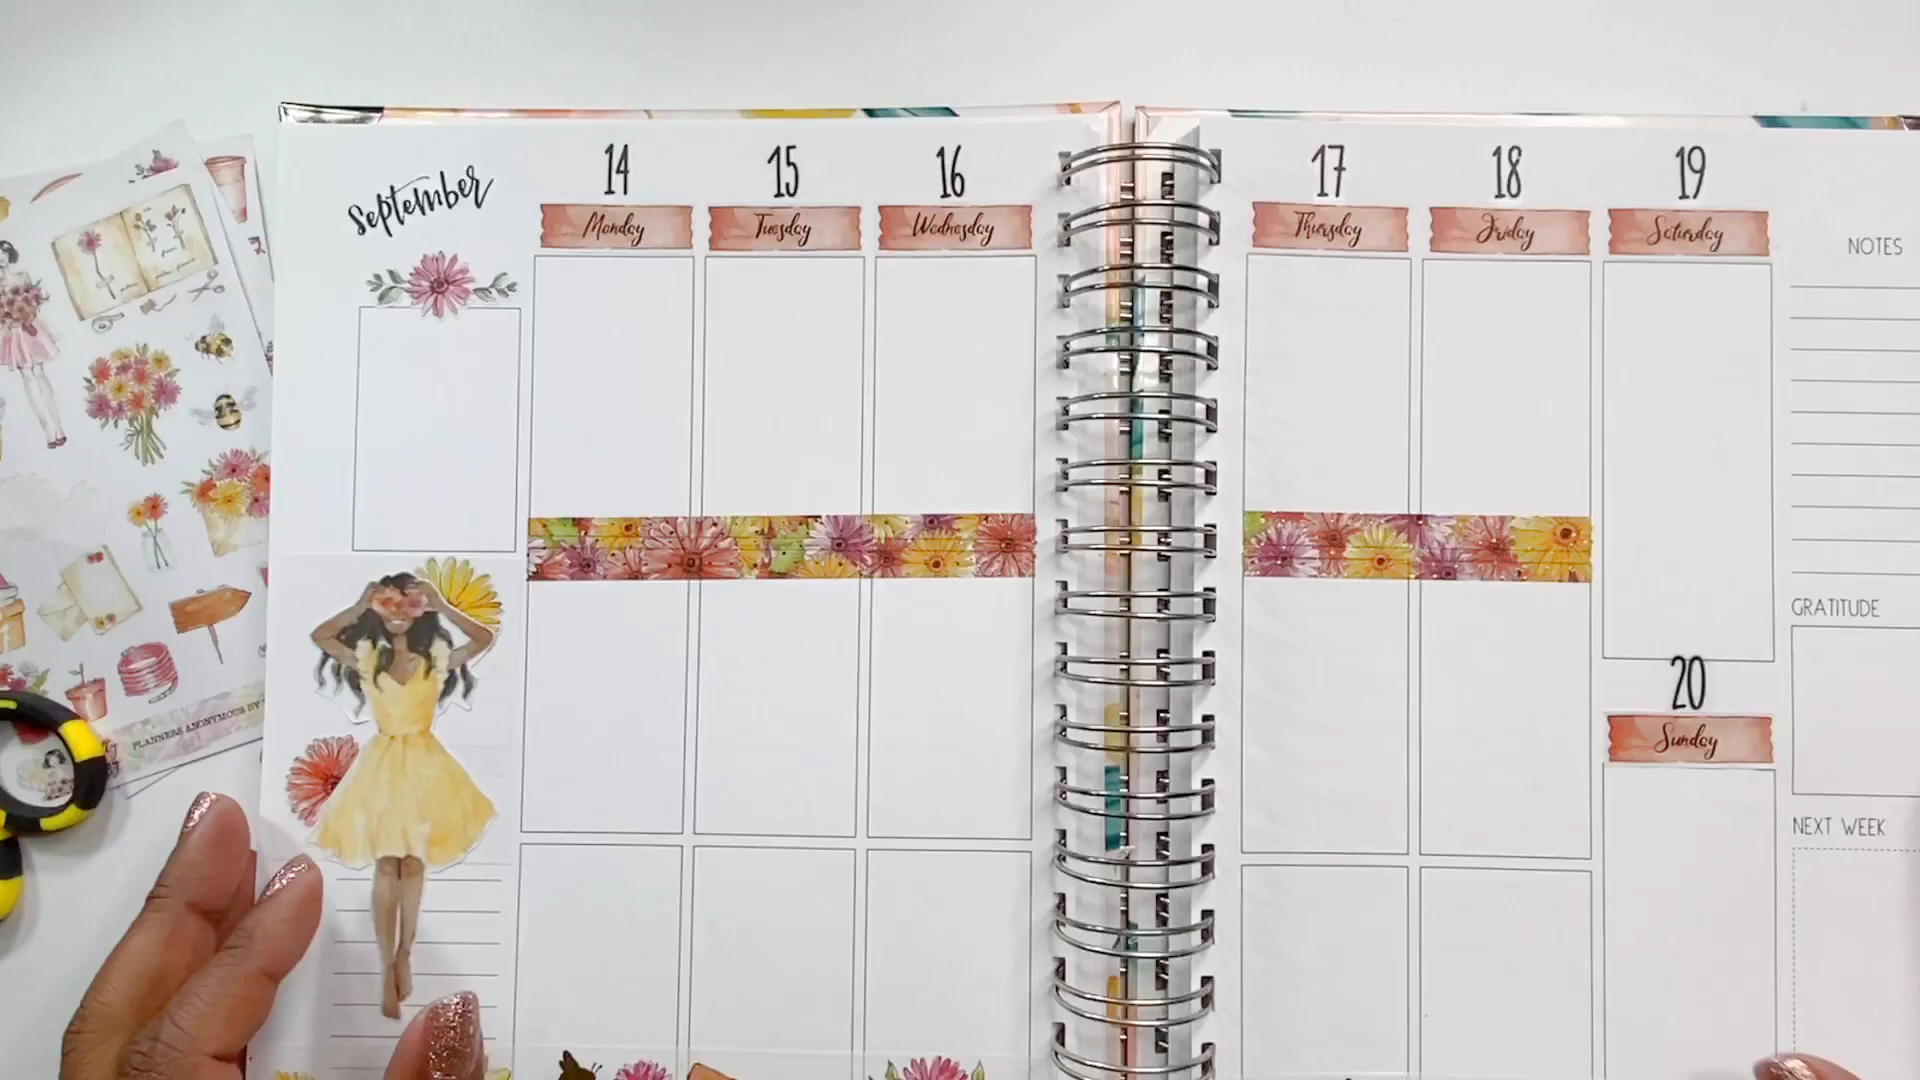 September
14
15
16
17
18
19
Monday
Tuesday
Wednesday
Thursday
Friday
Saturday
NOTES
GRATITUDE
20
Sunday
NEXT WEEK
PLANNERS ANONYMOUS BY